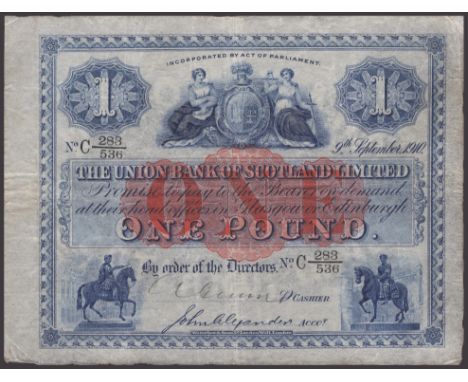 INCORPORATED BY ACT OF PARLIAMENT.
1 1
No C 283/536 9th September 1910.
THE UNION BANK OF SCOTLAND LIMITED
Promise to pay to the Bearer on demand
at their head offices in Glasgow or Edinburgh
ONE
ONE POUND.
By order of the Directors. No C 283/536
CASHIER
John Alexander ACCOT.